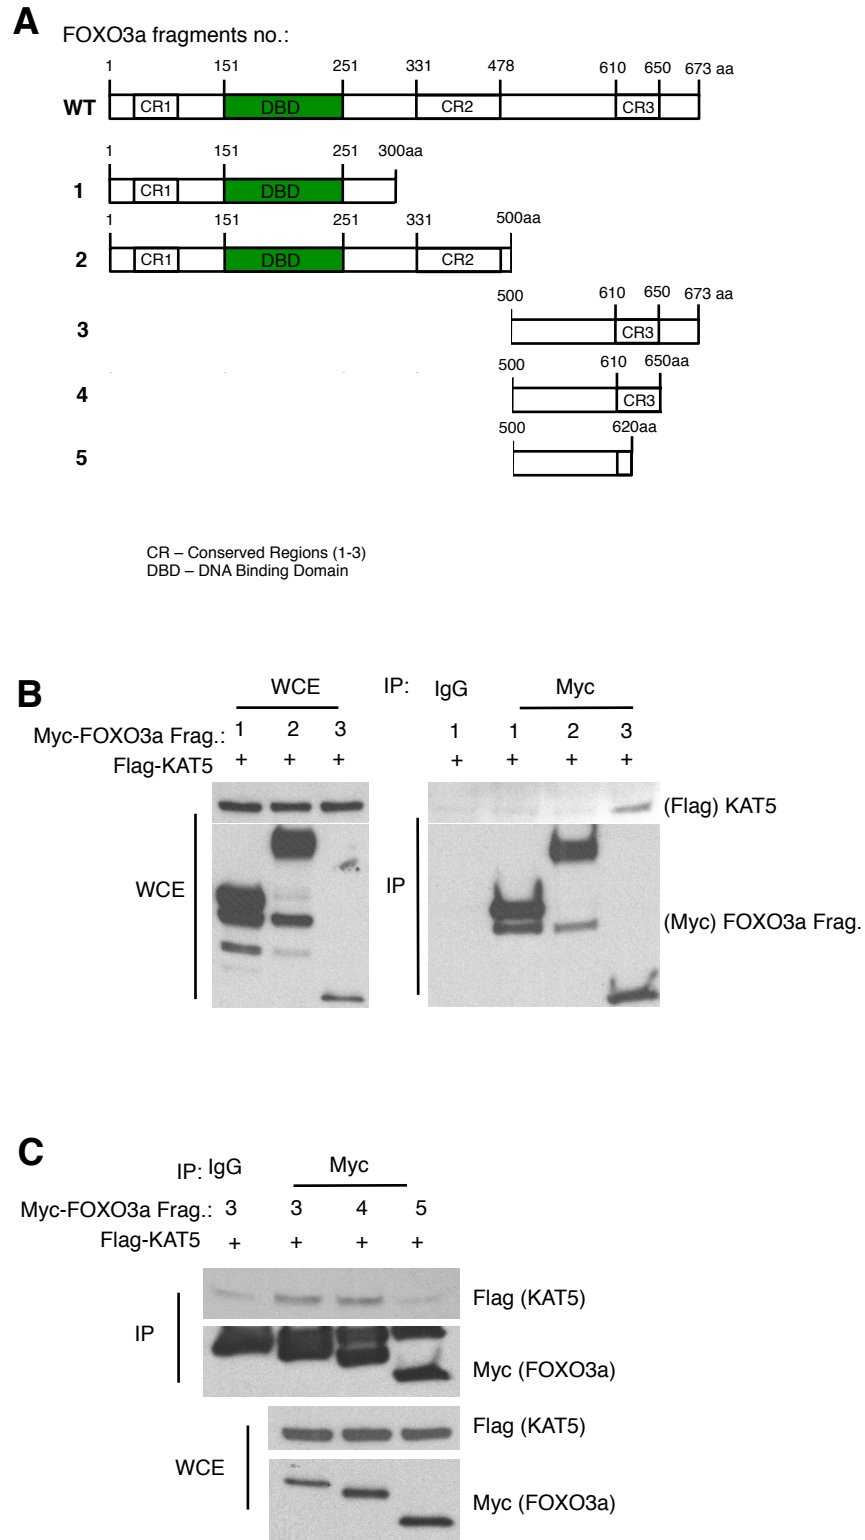 A
FOXO3a fragments no.:
1 151 251 331 478 610 650 673 aa
WT CR1 DBD CR2 CR3
1 151 251 300aa
1 CR1 DBD
1 151 251 331 500aa
2 CR1 DBD CR2
500 610 650 673 aa
3 CR3
500 610 650aa
4 CR3
500 620aa
5
CR – Conserved Regions (1-3)
DBD – DNA Binding Domain
B
WCE IP: IgG Myc
Myc-FOXO3a Frag.: 1 2 3 1 1 2 3
Flag-KAT5 + + + + + + +
(Flag) KAT5
WCE IP
(Myc) FOXO3a Frag.
C
IP: IgG Myc
Myc-FOXO3a Frag.: 3 3 4 5
Flag-KAT5 + + + +
Flag (KAT5)
IP
Myc (FOXO3a)
Flag (KAT5)
WCE
Myc (FOXO3a)